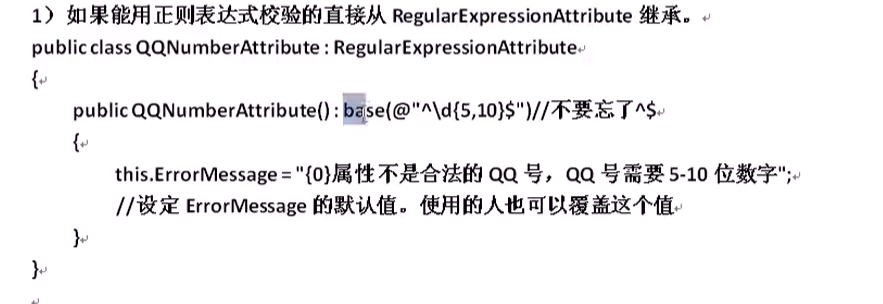 1）如果能用正则表达式校验的直接从 RegularExpressionAttribute 继承。
public class QQNumberAttribute : RegularExpressionAttribute
{
public QQNumberAttribute() : base(@"^\d{5,10}$")//不要忘了^$
{
this.ErrorMessage = "{0}属性不是合法的 QQ 号，QQ 号需要 5-10 位数字";
//设定 ErrorMessage 的默认值。使用的人也可以覆盖这个值
}
}